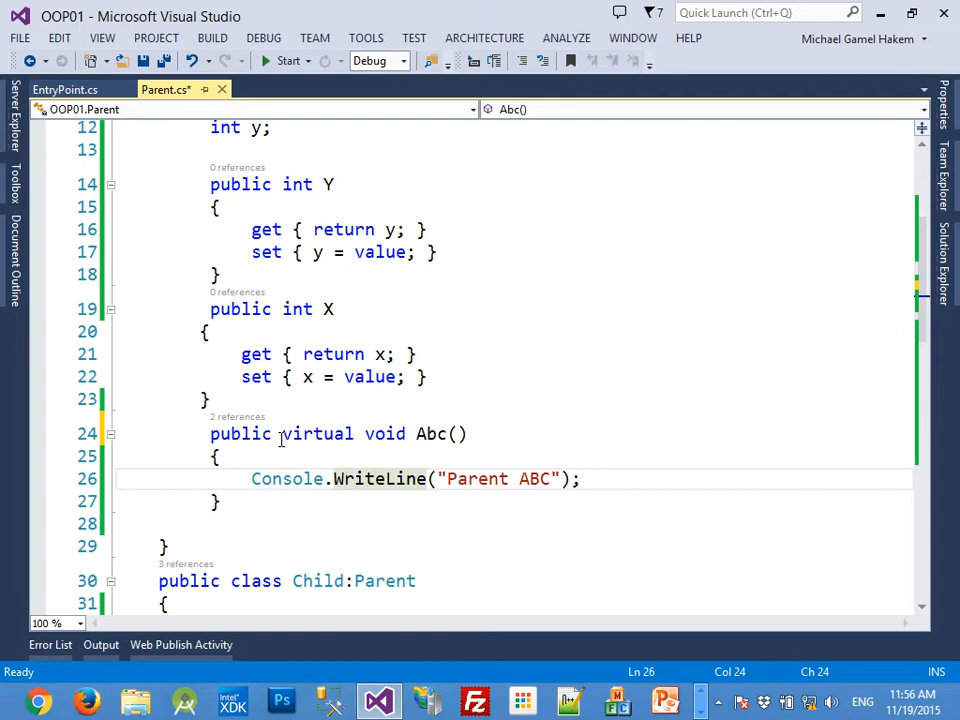 OOP01 - Microsoft Visual Studio
7
Quick Launch (Ctrl+Q)
FILE EDIT VIEW PROJECT BUILD DEBUG TEAM TOOLS TEST ARCHITECTURE ANALYZE WINDOW HELP
Michael Gamel Hakem
Start
Debug
EntryPoint.cs
Parent.cs*
OOP01.Parent
Abc()
Server Explorer
Toolbox
Document Outline
Properties
Team Explorer
Solution Explorer
12 int y;
13
0 references
14 public int Y
15 {
16 get { return y; }
17 set { y = value; }
18 }
0 references
19 public int X
20 {
21 get { return x; }
22 set { x = value; }
23 }
2 references
24 public virtual void Abc()
25 {
26 Console.WriteLine("Parent ABC");
27 }
28
29 }
3 references
30 public class Child:Parent
31 {
100 %
Error List Output Web Publish Activity
Ready
Ln 26 Col 24 Ch 24 INS
Intel XDK
Ps
Fz
M
F C
P
ENG
11:56 AM
11/19/2015